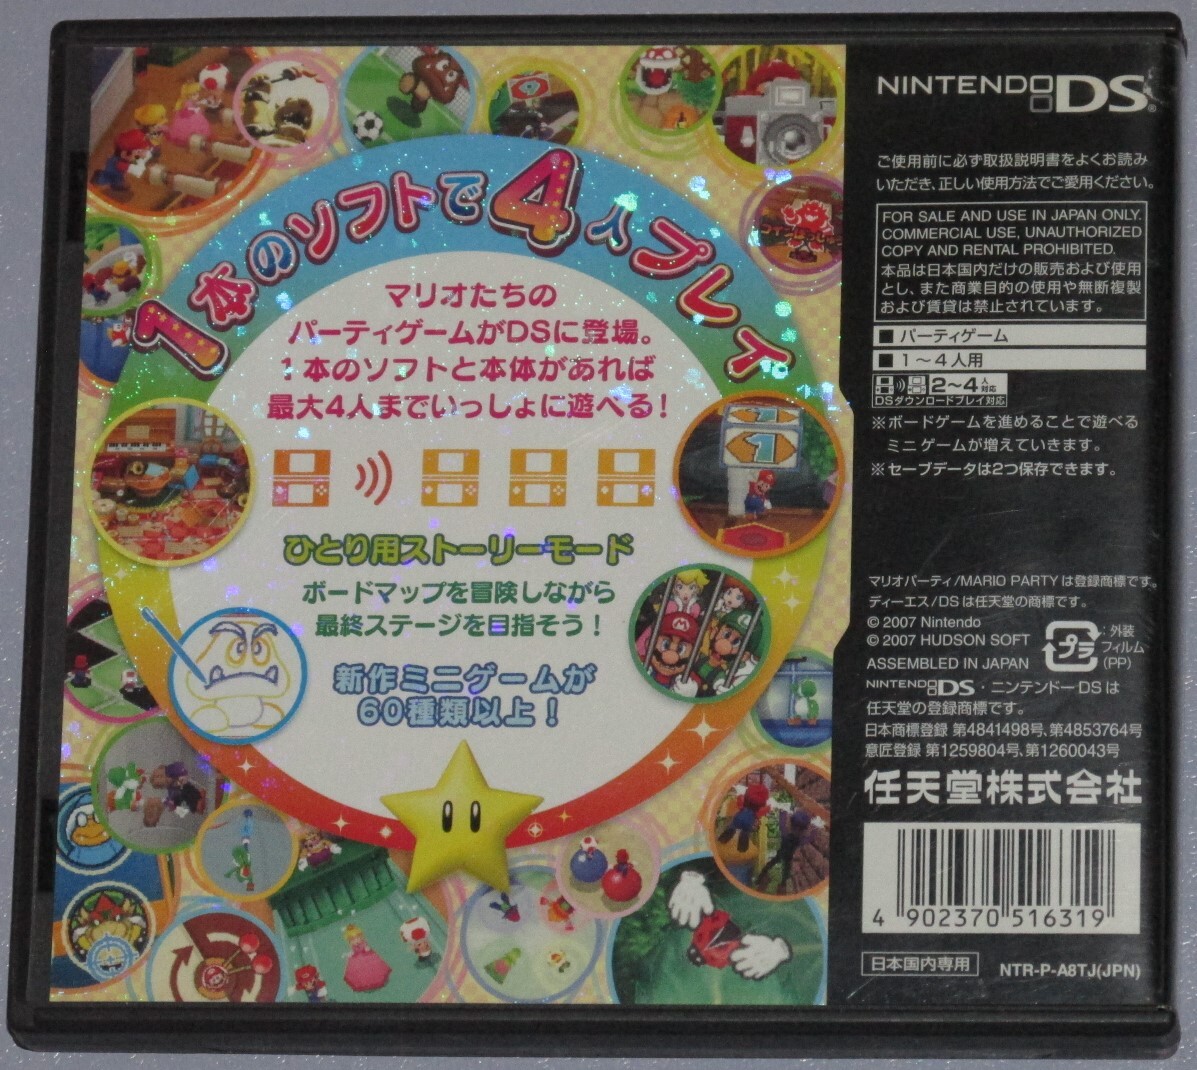 1本のソフトで4人プレイ
マリオたちの
パーティゲームがDSに登場。
1本のソフトと本体があれば
最大4人までいっしょに遊べる!
ひとり用ストーリーモード
ボードマップを冒険しながら
最終ステージを目指そう!
新作ミニゲームが
60種類以上!
NINTENDO DS®
ご使用前に必ず取扱説明書をよくお読み
いただき、正しい使用方法でご愛用ください。
FOR SALE AND USE IN JAPAN ONLY.
COMMERCIAL USE, UNAUTHORIZED
COPY AND RENTAL PROHIBITED.
本品は日本国内だけの販売および使用
とし、また商業目的の使用や無断複製
および賃貸は禁止されています。
■ パーティゲーム
■ 1~4人用
2~4人対応
DSダウンロードプレイ対応
※ボードゲームを進めることで遊べる
ミニゲームが増えていきます。
※セーブデータは2つ保存できます。
マリオパーティ/MARIO PARTYは登録商標です。
ディーエス/DSは任天堂の商標です。
© 2007 Nintendo
© 2007 HUDSON SOFT
ASSEMBLED IN JAPAN
プラ
:外装
フィルム
(PP)
NINTENDO DS・ニンテンドーDSは
任天堂の登録商標です。
日本商標登録 第4841498号、第4853764号
意匠登録 第1259804号、第1260043号
任天堂株式会社
4 902370 516319
日本国内専用
NTR-P-A8TJ(JPN)